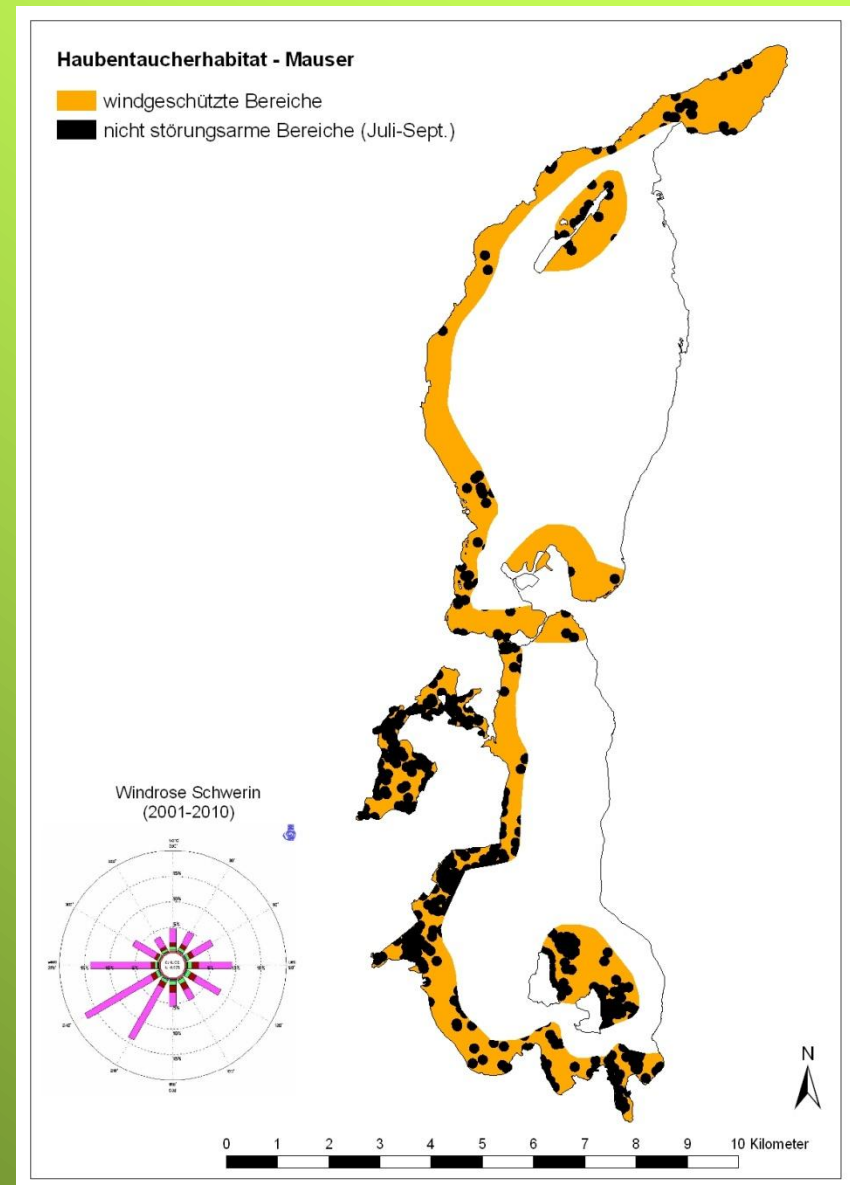 Haubentaucherhabitat - Mauser
windgeschützte Bereiche
nicht störungsarme Bereiche (Juli-Sept.)
Windrose Schwerin
(2001-2010)
N
0 1 2 3 4 5 6 7 8 9 10 Kilometer